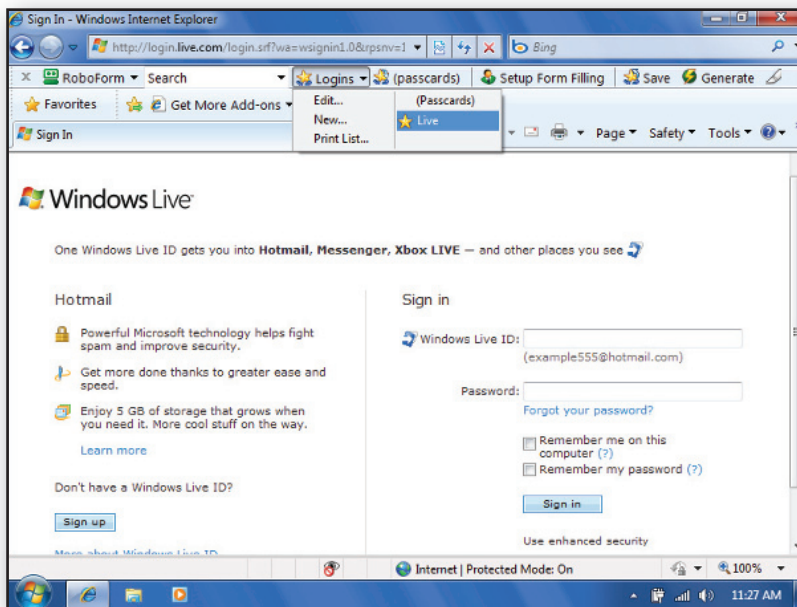 Sign In - Windows Internet Explorer
http://login.live.com/login.srf?wa=wsignin1.0&rpsnv=1
Bing
RoboForm
Search
Logins
(passcards)
Setup Form Filling
Save
Generate
Favorites
Get More Add-ons
Edit...
New...
Print List...
(Passcards)
Live
Sign In
Page
Safety
Tools
Windows Live
One Windows Live ID gets you into Hotmail, Messenger, Xbox LIVE — and other places you see
Hotmail
Powerful Microsoft technology helps fight
spam and improve security.
Get more done thanks to greater ease and
speed.
Enjoy 5 GB of storage that grows when
you need it. More cool stuff on the way.
Learn more
Don't have a Windows Live ID?
Sign up
More about Windows Live ID
Sign in
Windows Live ID:
(example555@hotmail.com)
Password:
Forgot your password?
Remember me on this
computer (?)
Remember my password (?)
Sign in
Use enhanced security
Internet | Protected Mode: On
100%
11:27 AM